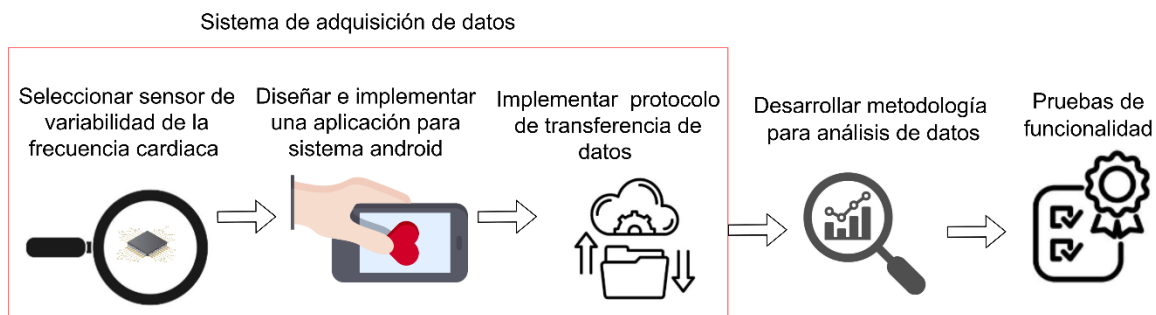 Sistema de adquisición de datos
Seleccionar sensor de
variabilidad de la
frecuencia cardiaca
Diseñar e implementar
una aplicación para
sistema android
Implementar protocolo
de transferencia de
datos
Desarrollar metodología
para análisis de datos
Pruebas de
funcionalidad